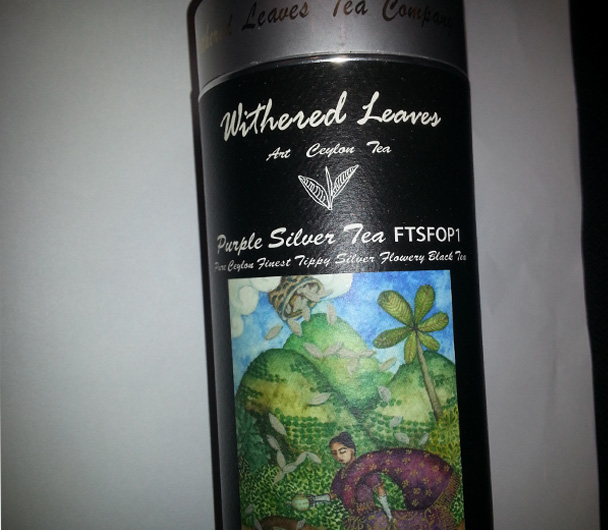 Leaves Tea Company
Withered Leaves
Art Ceylon Tea
Purple Silver Tea FTSFOP1
Pure Ceylon Finest Tippy Silver Flowery Black Tea